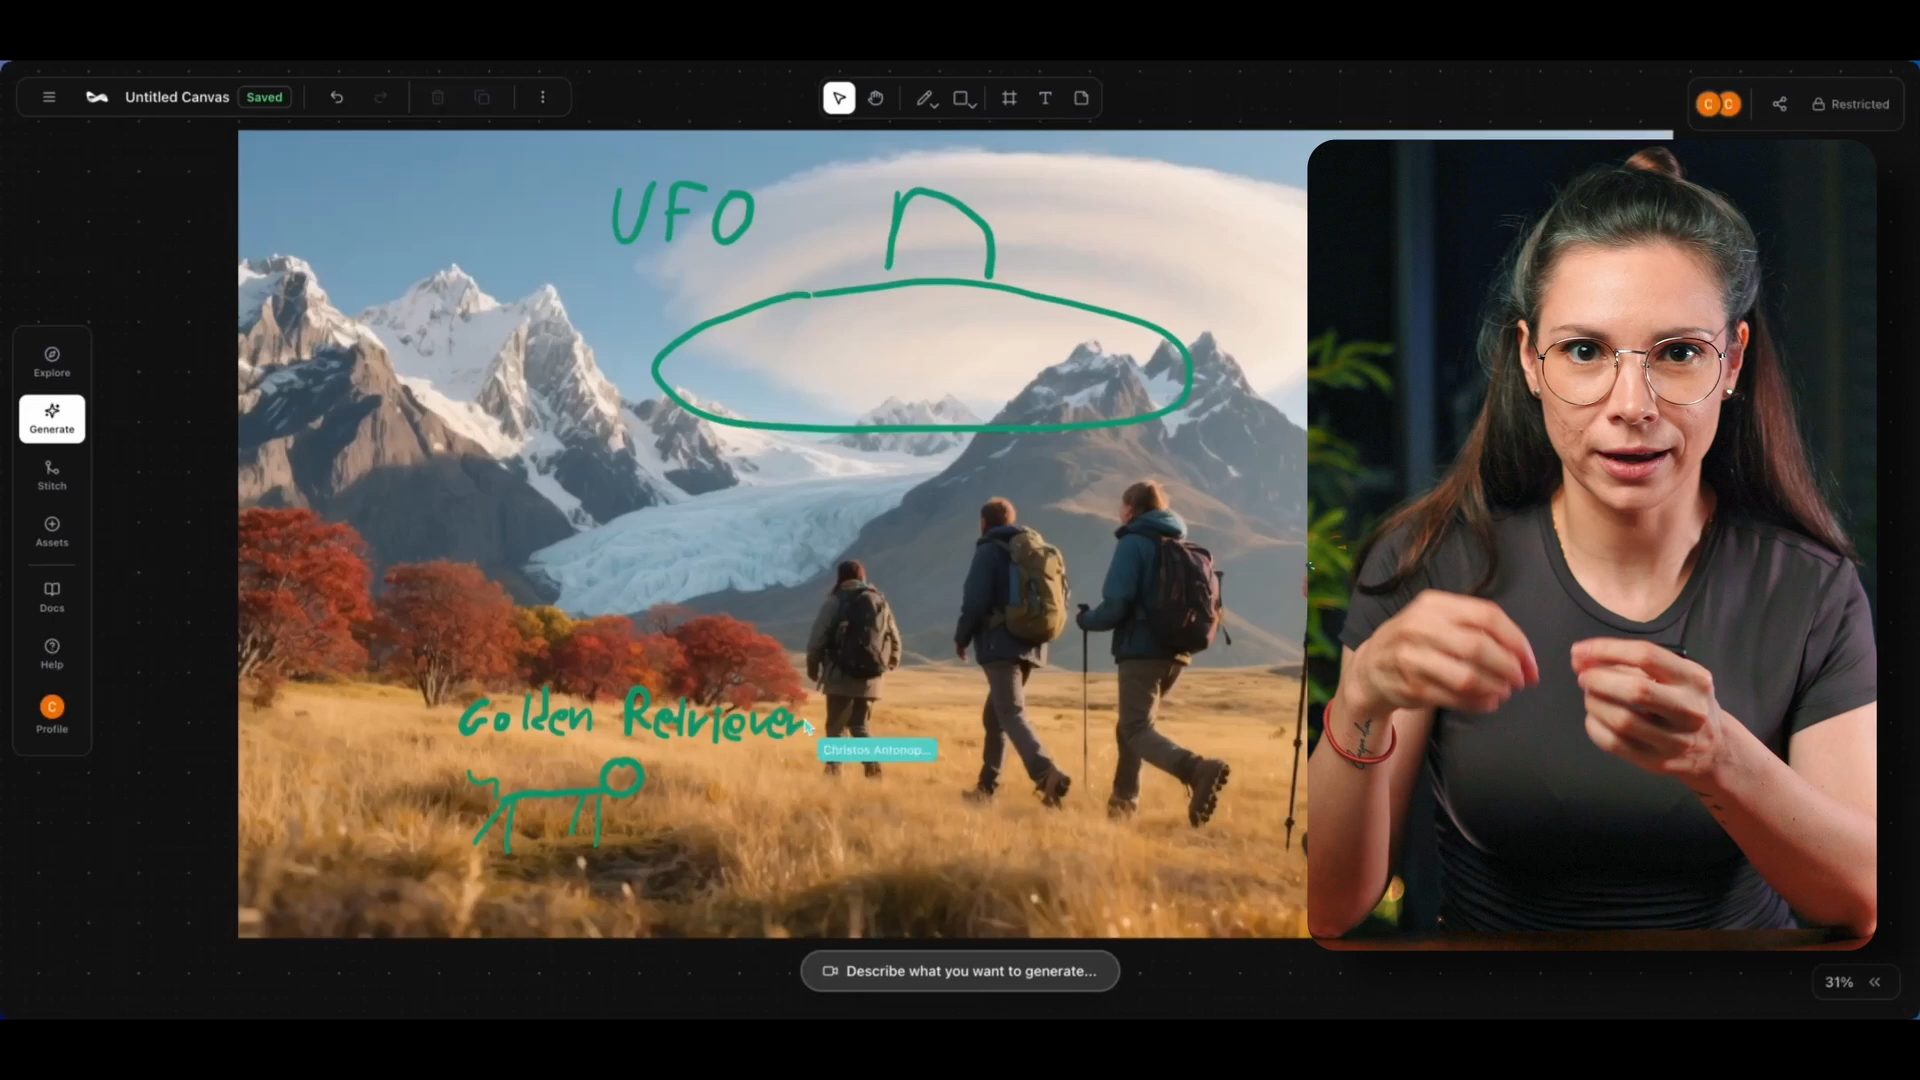 Untitled Canvas Saved
Restricted
C C
UFO
Explore
Generate
Stitch
Assets
Docs
Help
C
Profile
Golden Retriever
Christos Antonop...
Describe what you want to generate...
31%